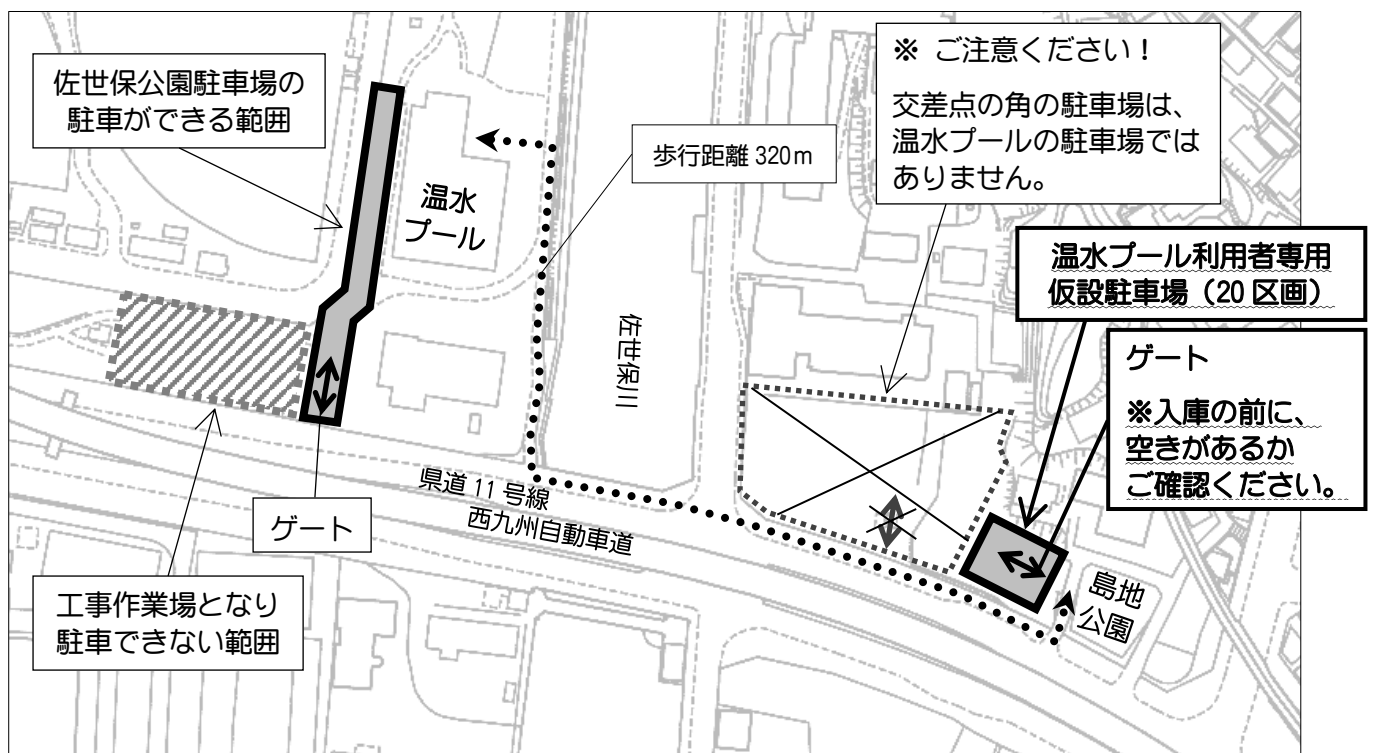 佐世保公園駐車場の
駐車ができる範囲
※ ご注意ください！
交差点の角の駐車場は、
温水プールの駐車場では
ありません。
歩行距離 320ｍ
温水
プール
温水プール利用者専用
仮設駐車場（20 区画）
佐世保川
ゲート
※入庫の前に、
空きがあるか
ご確認ください。
県道 11 号線
西九州自動車道
ゲート
島地
公園
工事作業場となり
駐車できない範囲